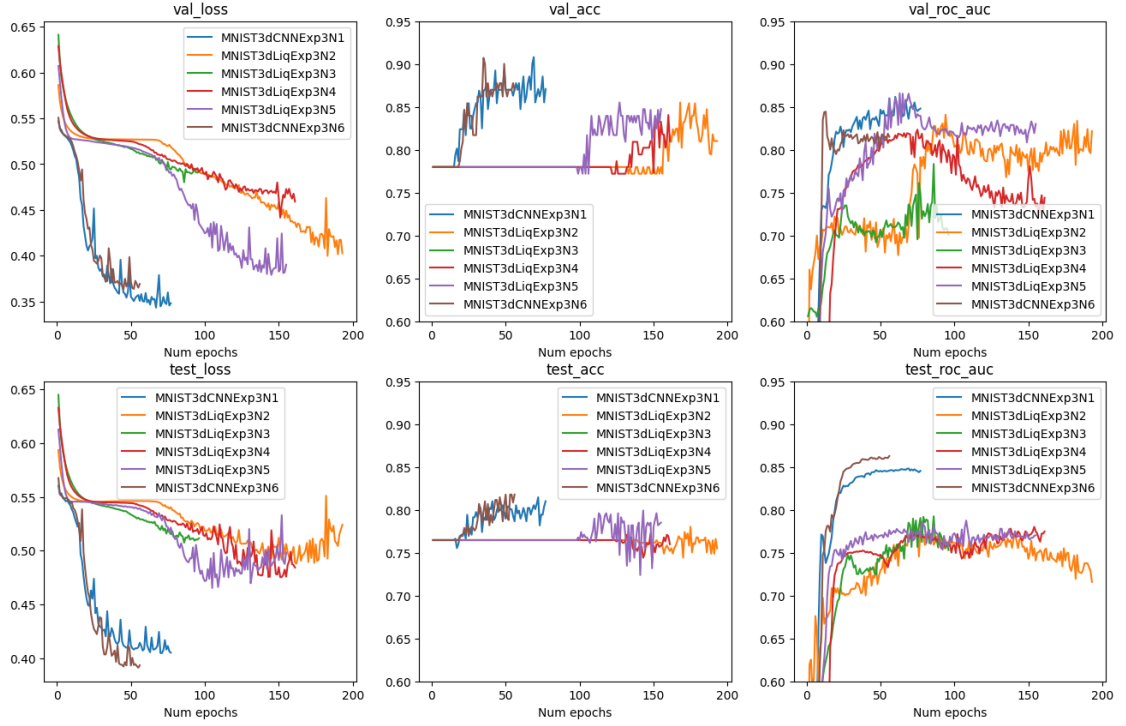 val_loss
0.65
0.60
0.55
0.50
0.45
0.40
0.35
0
50
100
150
200
Num epochs
MNIST3dCNNExp3N1
MNIST3dLiqExp3N2
MNIST3dLiqExp3N3
MNIST3dLiqExp3N4
MNIST3dLiqExp3N5
MNIST3dCNNExp3N6
val_acc
0.95
0.90
0.85
0.80
0.75
0.70
0.65
0.60
0
50
100
150
200
Num epochs
MNIST3dCNNExp3N1
MNIST3dLiqExp3N2
MNIST3dLiqExp3N3
MNIST3dLiqExp3N4
MNIST3dLiqExp3N5
MNIST3dCNNExp3N6
val_roc_auc
0.95
0.90
0.85
0.80
0.75
0.70
0.65
0.60
0
50
100
150
200
Num epochs
MNIST3dCNNExp3N1
MNIST3dLiqExp3N2
MNIST3dLiqExp3N3
MNIST3dLiqExp3N4
MNIST3dLiqExp3N5
MNIST3dCNNExp3N6
test_loss
0.65
0.60
0.55
0.50
0.45
0.40
0
50
100
150
200
Num epochs
MNIST3dCNNExp3N1
MNIST3dLiqExp3N2
MNIST3dLiqExp3N3
MNIST3dLiqExp3N4
MNIST3dLiqExp3N5
MNIST3dCNNExp3N6
test_acc
0.95
0.90
0.85
0.80
0.75
0.70
0.65
0.60
0
50
100
150
200
Num epochs
MNIST3dCNNExp3N1
MNIST3dLiqExp3N2
MNIST3dLiqExp3N3
MNIST3dLiqExp3N4
MNIST3dLiqExp3N5
MNIST3dCNNExp3N6
test_roc_auc
0.95
0.90
0.85
0.80
0.75
0.70
0.65
0.60
0
50
100
150
200
Num epochs
MNIST3dCNNExp3N1
MNIST3dLiqExp3N2
MNIST3dLiqExp3N3
MNIST3dLiqExp3N4
MNIST3dLiqExp3N5
MNIST3dCNNExp3N6